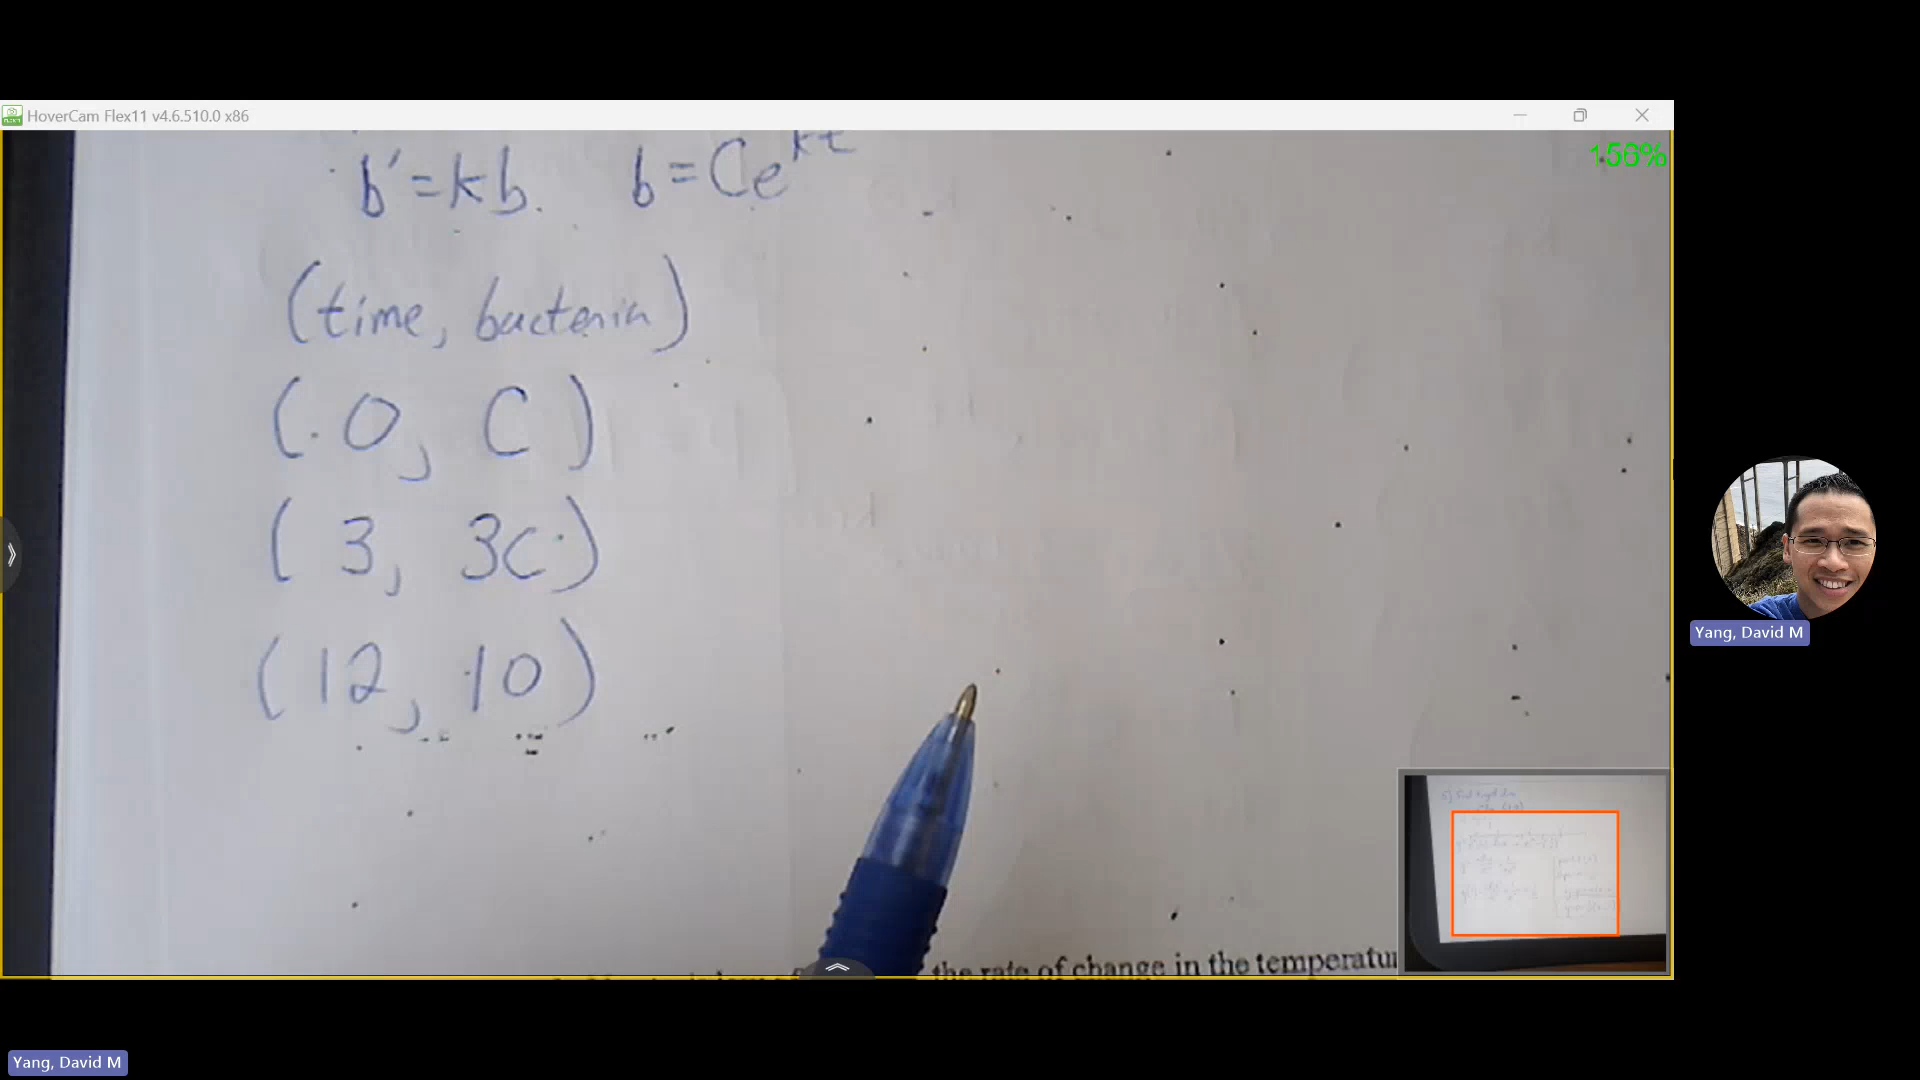 HoverCam Flex11 v4.6.510.0 x86
156%
b' = kb. b = Ce^kt
(time, bacteria)
(0, C)
(3, 3C)
(12, 10)
the rate of change in the temperatur
Yang, David M
Yang, David M